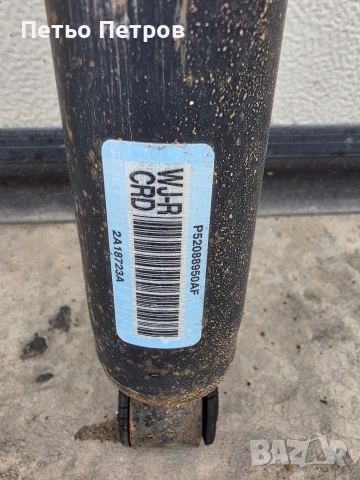 Петьо Петров
WJ-R
CRD
P52088950AF
2A18723A
BAZAR